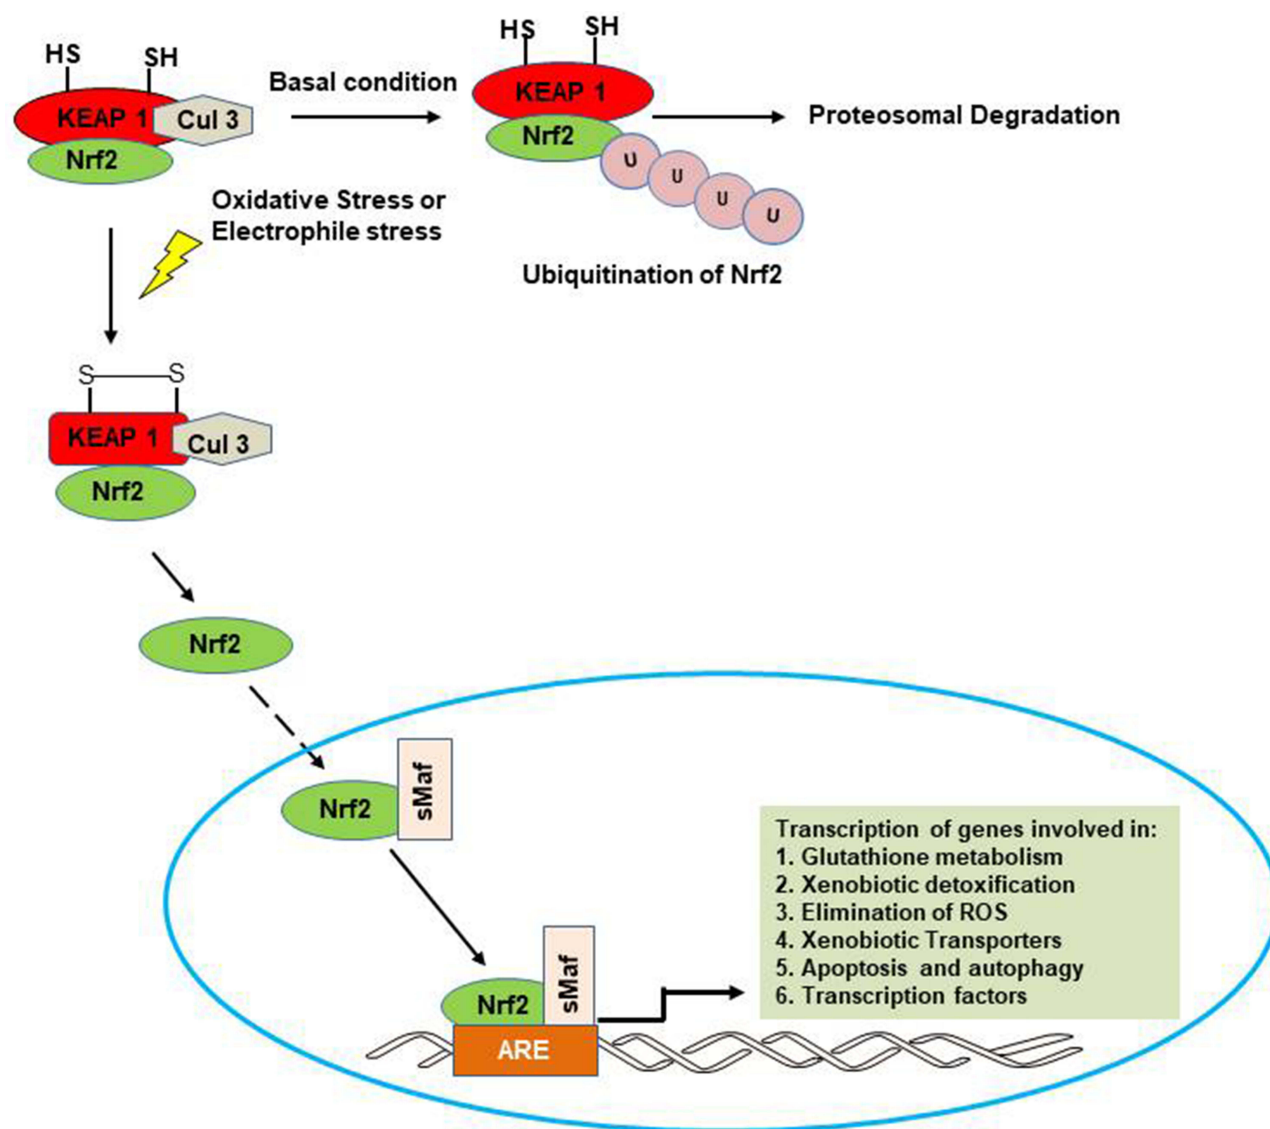 HS
SH
KEAP 1
Cul 3
Nrf2
Basal condition
HS
SH
KEAP 1
Nrf2
U
U
U
U
Proteosomal Degradation
Ubiquitination of Nrf2
Oxidative Stress or
Electrophile stress
S
S
KEAP 1
Cul 3
Nrf2
Nrf2
Nrf2
sMaf
Nrf2
sMaf
ARE
Transcription of genes involved in:
1. Glutathione metabolism
2. Xenobiotic detoxification
3. Elimination of ROS
4. Xenobiotic Transporters
5. Apoptosis and autophagy
6. Transcription factors